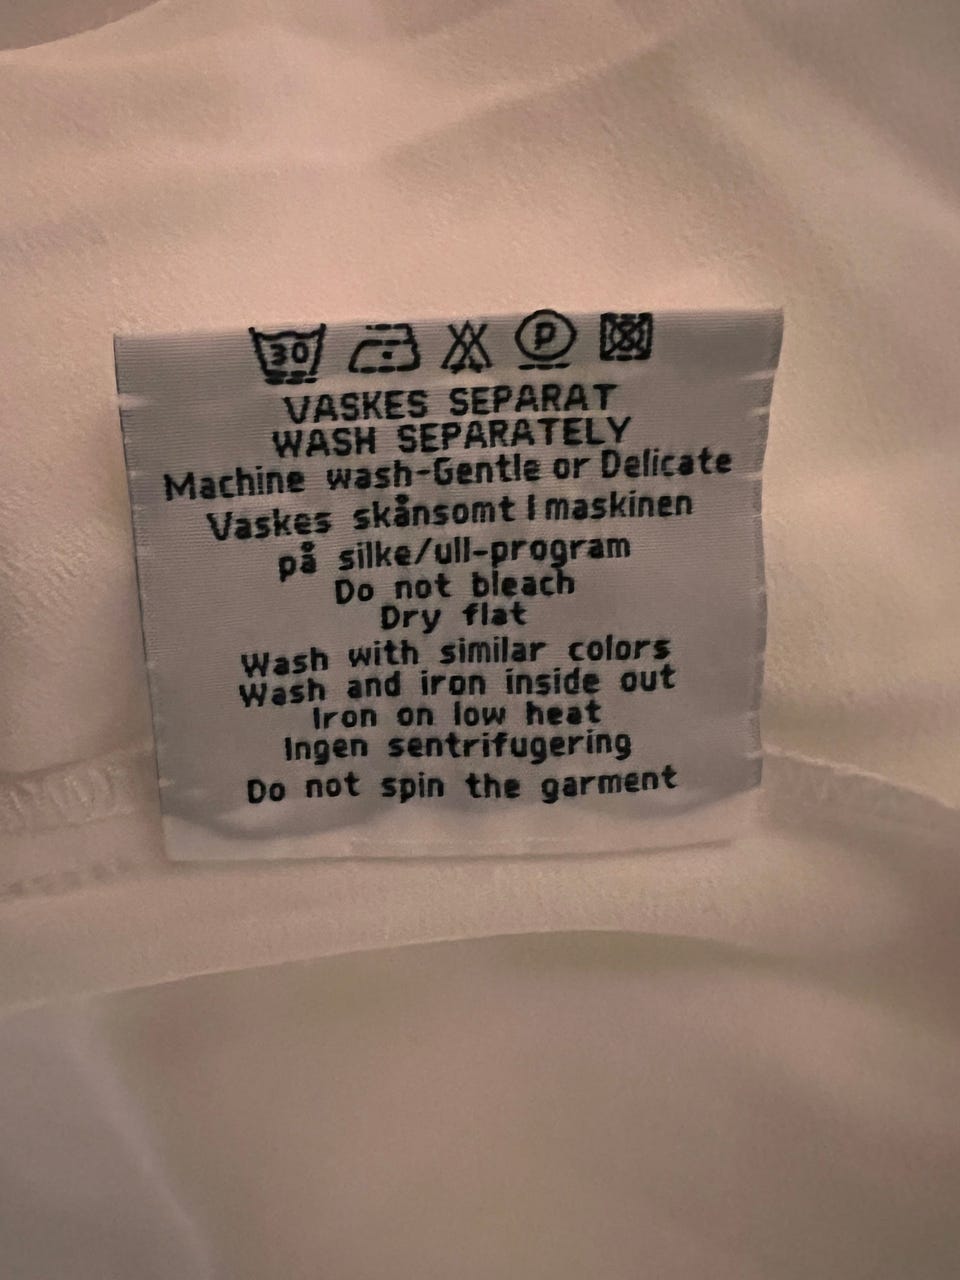 30 P
VASKES SEPARAT
WASH SEPARATELY
Machine wash-Gentle or Delicate
Vaskes skånsomt I maskinen
på silke/ull-program
Do not bleach
Dry flat
Wash with similar colors
Wash and iron inside out
Iron on low heat
Ingen sentrifugering
Do not spin the garment